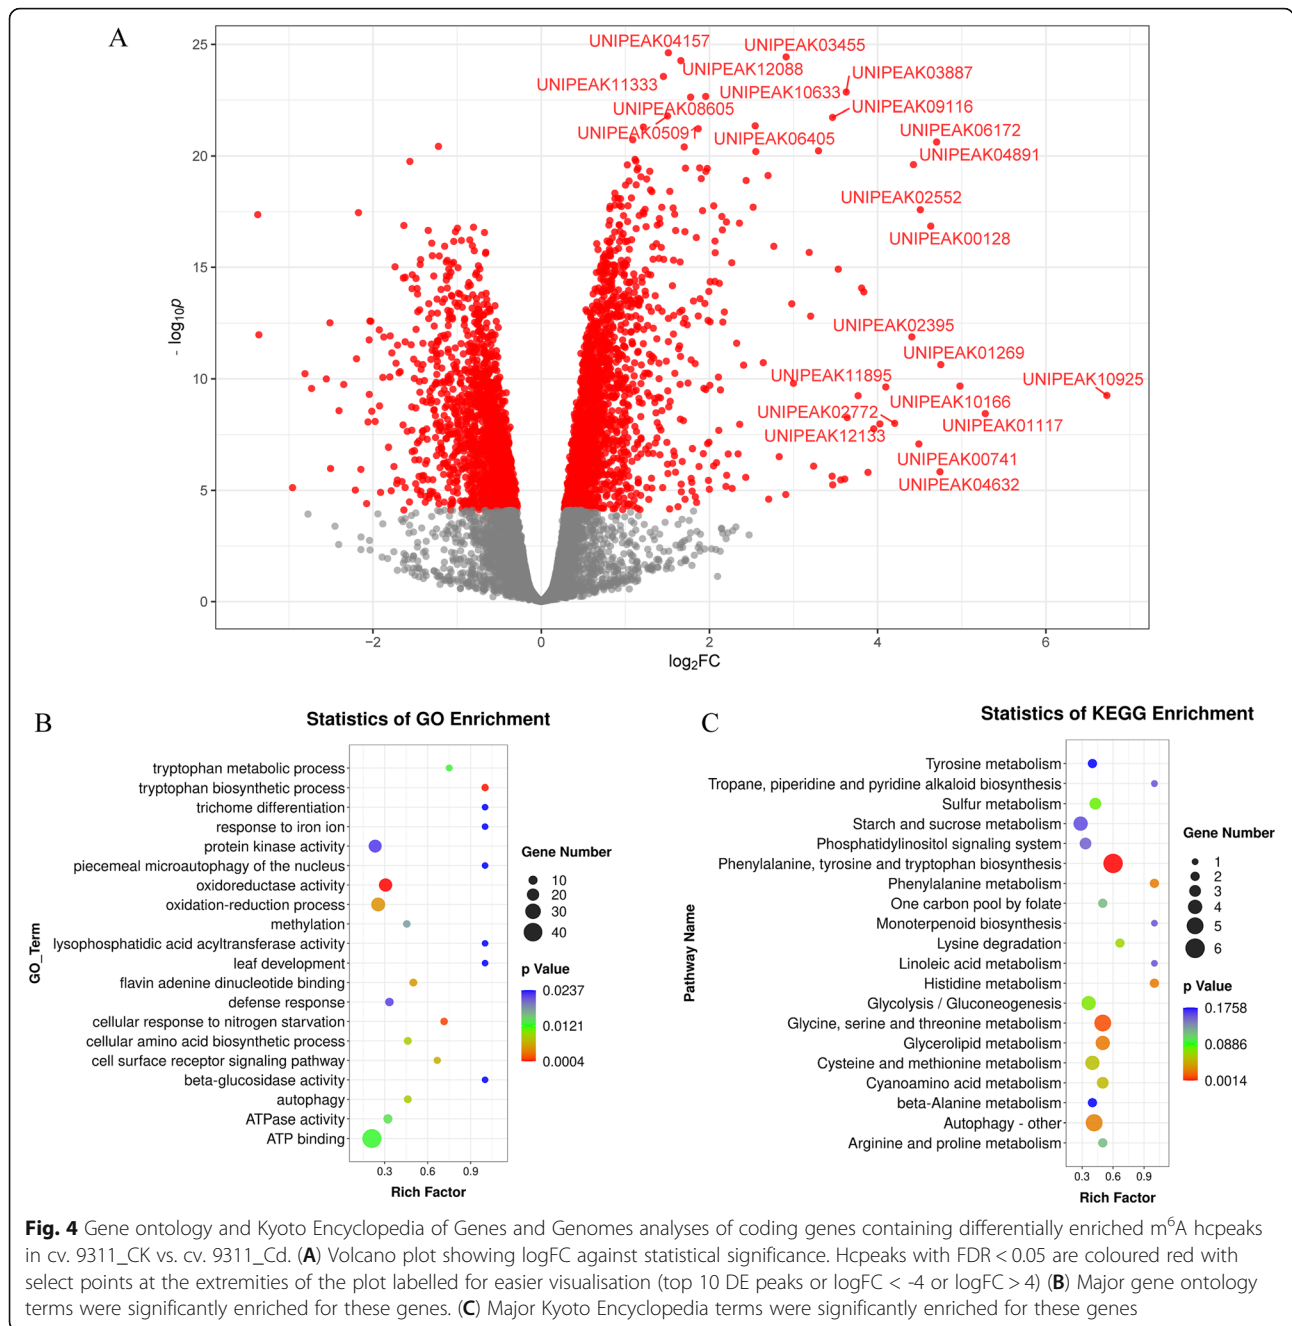 A
25
20
15
10
5
0
- log10p
−2
0
2
4
6
log2FC
UNIPEAK04157
UNIPEAK03455
UNIPEAK12088
UNIPEAK03887
UNIPEAK11333
UNIPEAK10633
UNIPEAK08605
UNIPEAK09116
UNIPEAK05091
UNIPEAK06405
UNIPEAK06172
UNIPEAK04891
UNIPEAK02552
UNIPEAK00128
UNIPEAK02395
UNIPEAK01269
UNIPEAK11895
UNIPEAK10925
UNIPEAK10166
UNIPEAK02772
UNIPEAK01117
UNIPEAK12133
UNIPEAK00741
UNIPEAK04632
B
Statistics of GO Enrichment
GO_Term
tryptophan metabolic process
tryptophan biosynthetic process
trichome differentiation
response to iron ion
protein kinase activity
piecemeal microautophagy of the nucleus
oxidoreductase activity
oxidation-reduction process
methylation
lysophosphatidic acid acyltransferase activity
leaf development
flavin adenine dinucleotide binding
defense response
cellular response to nitrogen starvation
cellular amino acid biosynthetic process
cell surface receptor signaling pathway
beta-glucosidase activity
autophagy
ATPase activity
ATP binding
0.3 0.6 0.9
Rich Factor
Gene Number
10
20
30
40
p Value
0.0237
0.0121
0.0004
C
Statistics of KEGG Enrichment
Pathway Name
Tyrosine metabolism
Tropane, piperidine and pyridine alkaloid biosynthesis
Sulfur metabolism
Starch and sucrose metabolism
Phosphatidylinositol signaling system
Phenylalanine, tyrosine and tryptophan biosynthesis
Phenylalanine metabolism
One carbon pool by folate
Monoterpenoid biosynthesis
Lysine degradation
Linoleic acid metabolism
Histidine metabolism
Glycolysis / Gluconeogenesis
Glycine, serine and threonine metabolism
Glycerolipid metabolism
Cysteine and methionine metabolism
Cyanoamino acid metabolism
beta-Alanine metabolism
Autophagy - other
Arginine and proline metabolism
0.3 0.6 0.9
Rich Factor
Gene Number
1
2
3
4
5
6
p Value
0.1758
0.0886
0.0014
Fig. 4 Gene ontology and Kyoto Encyclopedia of Genes and Genomes analyses of coding genes containing differentially enriched m6A hcpeaks
in cv. 9311_CK vs. cv. 9311_Cd. (A) Volcano plot showing logFC against statistical significance. Hcpeaks with FDR < 0.05 are coloured red with
select points at the extremities of the plot labelled for easier visualisation (top 10 DE peaks or logFC < -4 or logFC > 4) (B) Major gene ontology
terms were significantly enriched for these genes. (C) Major Kyoto Encyclopedia terms were significantly enriched for these genes